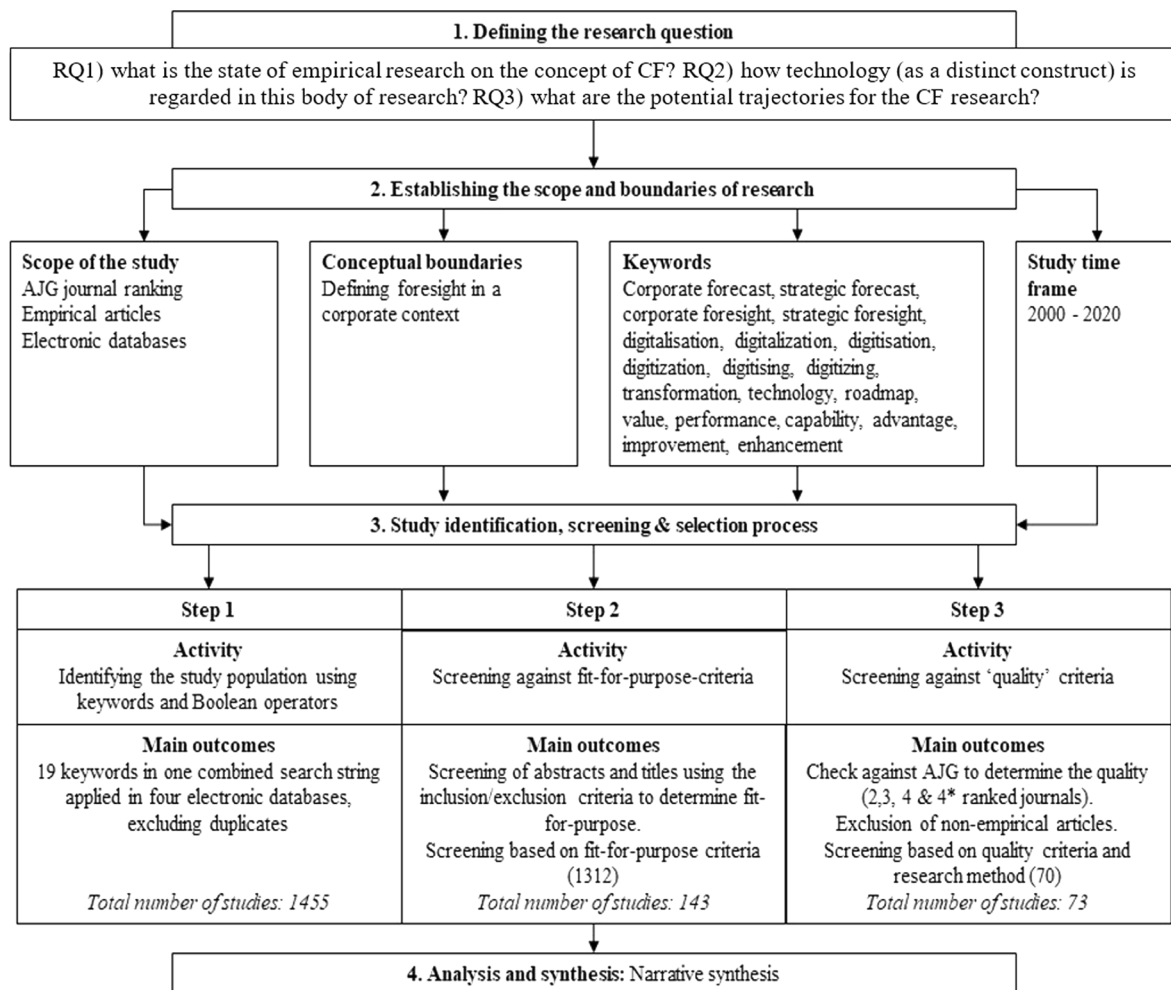 1. Defining the research question
RQ1) what is the state of empirical research on the concept of CF? RQ2) how technology (as a distinct construct) is
regarded in this body of research? RQ3) what are the potential trajectories for the CF research?
2. Establishing the scope and boundaries of research
Scope of the study
AJG journal ranking
Empirical articles
Electronic databases
Conceptual boundaries
Defining foresight in a
corporate context
Keywords
Corporate forecast, strategic forecast,
corporate foresight, strategic foresight,
digitalisation, digitalization, digitisation,
digitization, digitising, digitizing,
transformation, technology, roadmap,
value, performance, capability, advantage,
improvement, enhancement
Study time
frame
2000 - 2020
3. Study identification, screening & selection process
Step 1
Activity
Identifying the study population using
keywords and Boolean operators
Main outcomes
19 keywords in one combined search string
applied in four electronic databases,
excluding duplicates
Total number of studies: 1455
Step 2
Activity
Screening against fit-for-purpose-criteria
Main outcomes
Screening of abstracts and titles using the
inclusion/exclusion criteria to determine fit-
for-purpose.
Screening based on fit-for-purpose criteria
(1312)
Total number of studies: 143
Step 3
Activity
Screening against ‘quality’ criteria
Main outcomes
Check against AJG to determine the quality
(2,3, 4 & 4* ranked journals).
Exclusion of non-empirical articles.
Screening based on quality criteria and
research method (70)
Total number of studies: 73
4. Analysis and synthesis: Narrative synthesis